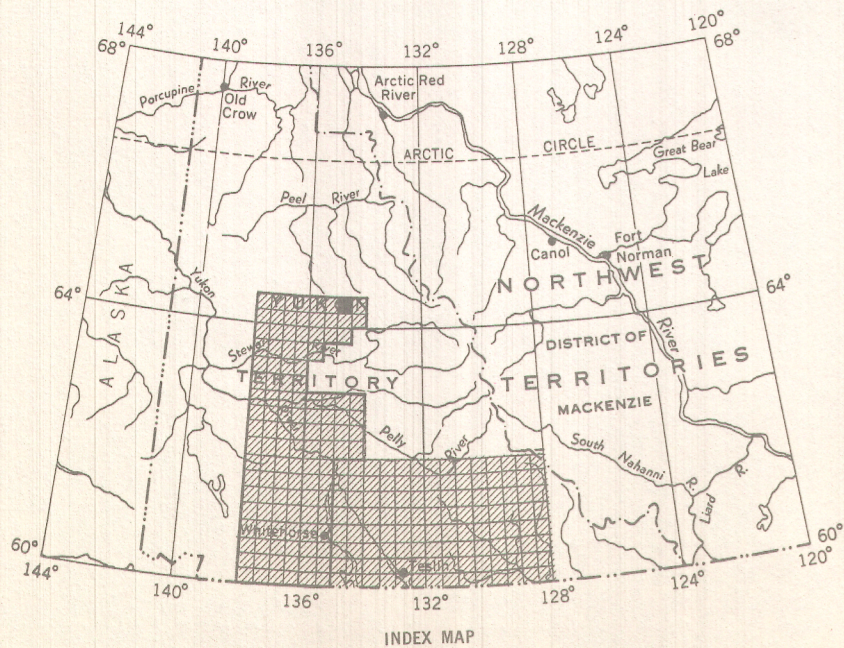 144°
140°
136°
132°
128°
124°
120°
68°
68°
Porcupine River
Old
Crow
Arctic Red
River
ARCTIC CIRCLE
Great Bear
Lake
Peel River
Mackenzie
Canol
Fort
Norman
Yukon
NORTHWEST
64°
64°
ALASKA
YUKON
Stewart River
TERRITORY
DISTRICT OF
TERRITORIES
MACKENZIE
River
Pelly River
South Nahanni R.
Liard R.
Whitehorse
Teslin
60°
60°
144°
140°
136°
132°
128°
124°
120°
INDEX MAP